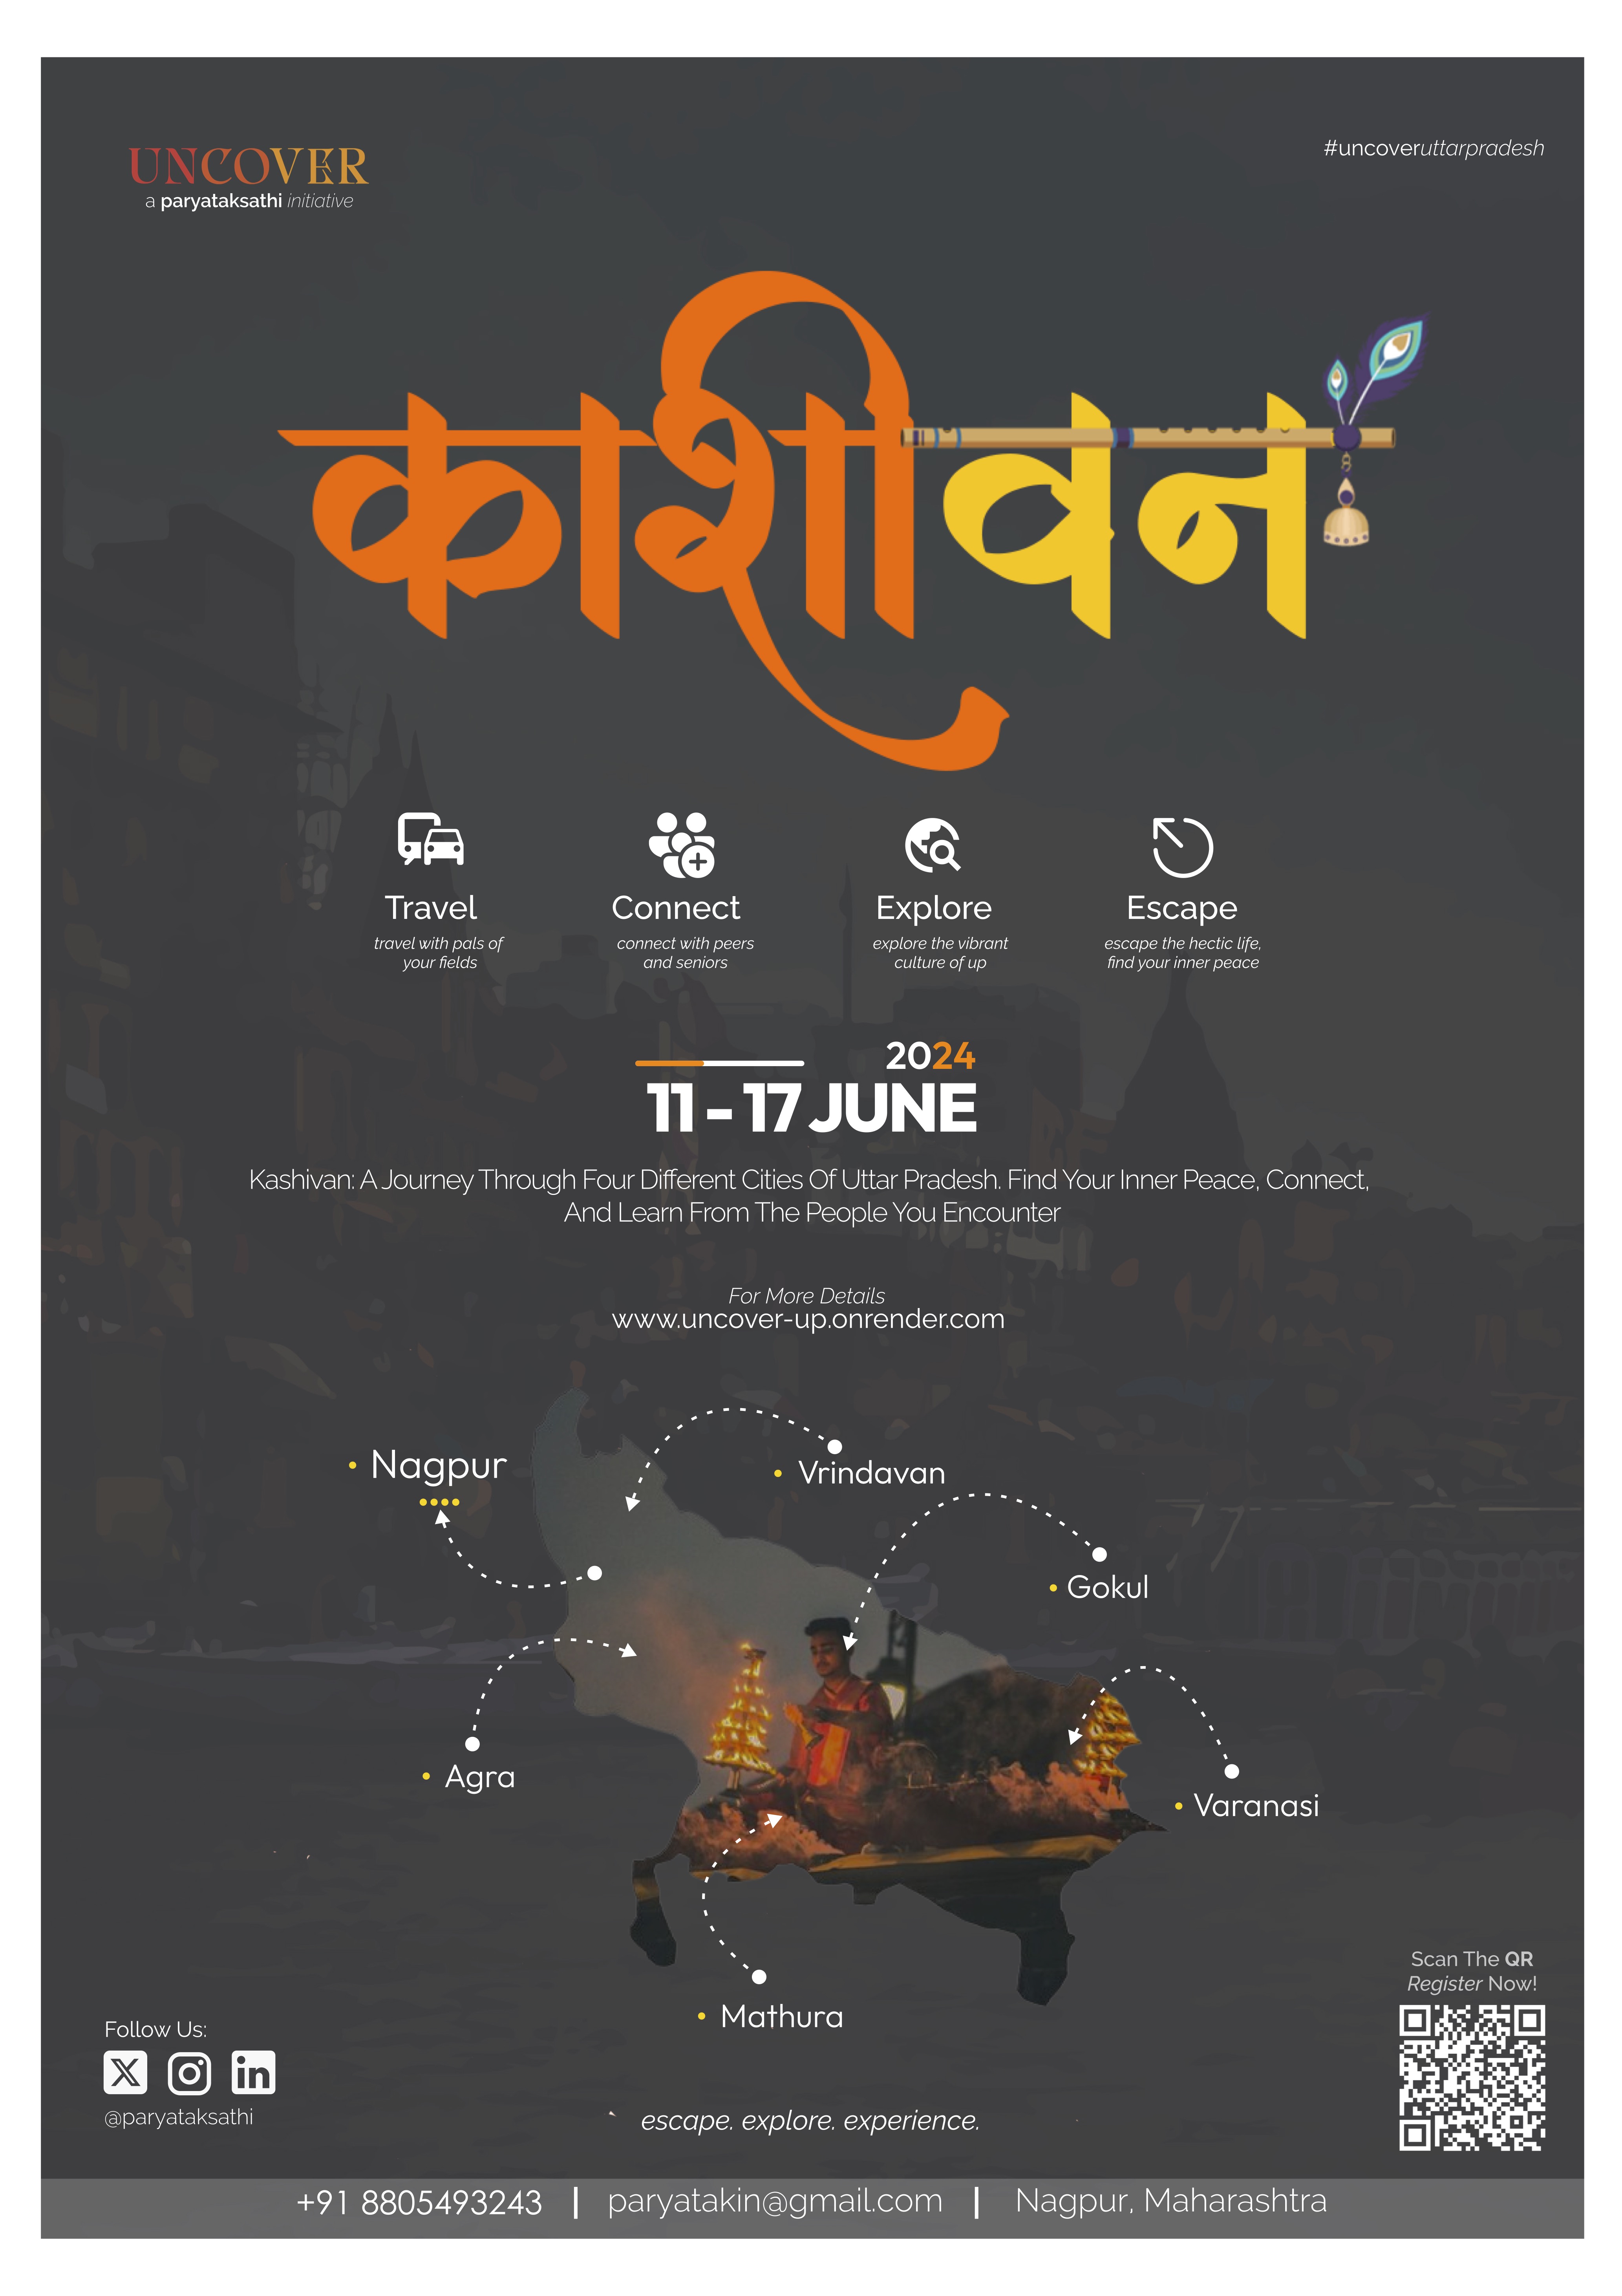 UNCOVER
a paryataksathi initiative
#uncoveruttarpradesh
काशीवन
Travel
travel with pals of
your fields
Connect
connect with peers
and seniors
Explore
explore the vibrant
culture of up
Escape
escape the hectic life,
find your inner peace
2024
11 - 17 JUNE
Kashivan: A Journey Through Four Different Cities Of Uttar Pradesh. Find Your Inner Peace, Connect,
And Learn From The People You Encounter
For More Details
www.uncover-up.onrender.com
• Nagpur
• Vrindavan
• Gokul
• Agra
• Varanasi
• Mathura
Scan The QR
Register Now!
Follow Us:
@paryataksathi
escape. explore. experience.
+91 8805493243 | paryatakin@gmail.com | Nagpur, Maharashtra